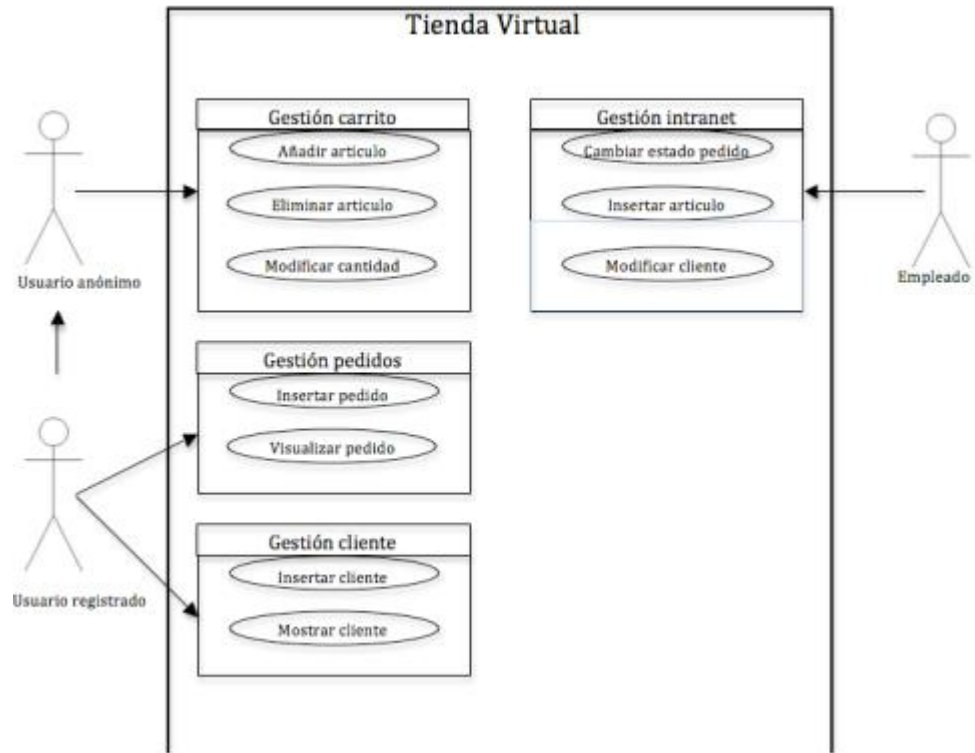 Tienda Virtual
Gestión carrito
Añadir articulo
Eliminar articulo
Modificar cantidad
Gestión intranet
Cambiar estado pedido
Insertar articulo
Modificar cliente
Usuario anónimo
Empleado
Gestión pedidos
Insertar pedido
Visualizar pedido
Usuario registrado
Gestión cliente
Insertar cliente
Mostrar cliente